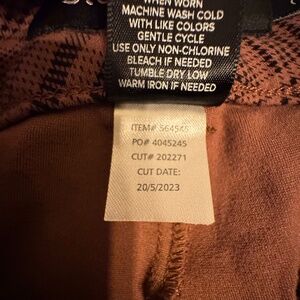 WHEN WORN
MACHINE WASH COLD
WITH LIKE COLORS
GENTLE CYCLE
USE ONLY NON-CHLORINE
BLEACH IF NEEDED
TUMBLE DRY LOW
WARM IRON IF NEEDED
ITEM# 564545
PO# 4045245
CUT# 202271
CUT DATE:
20/5/2023